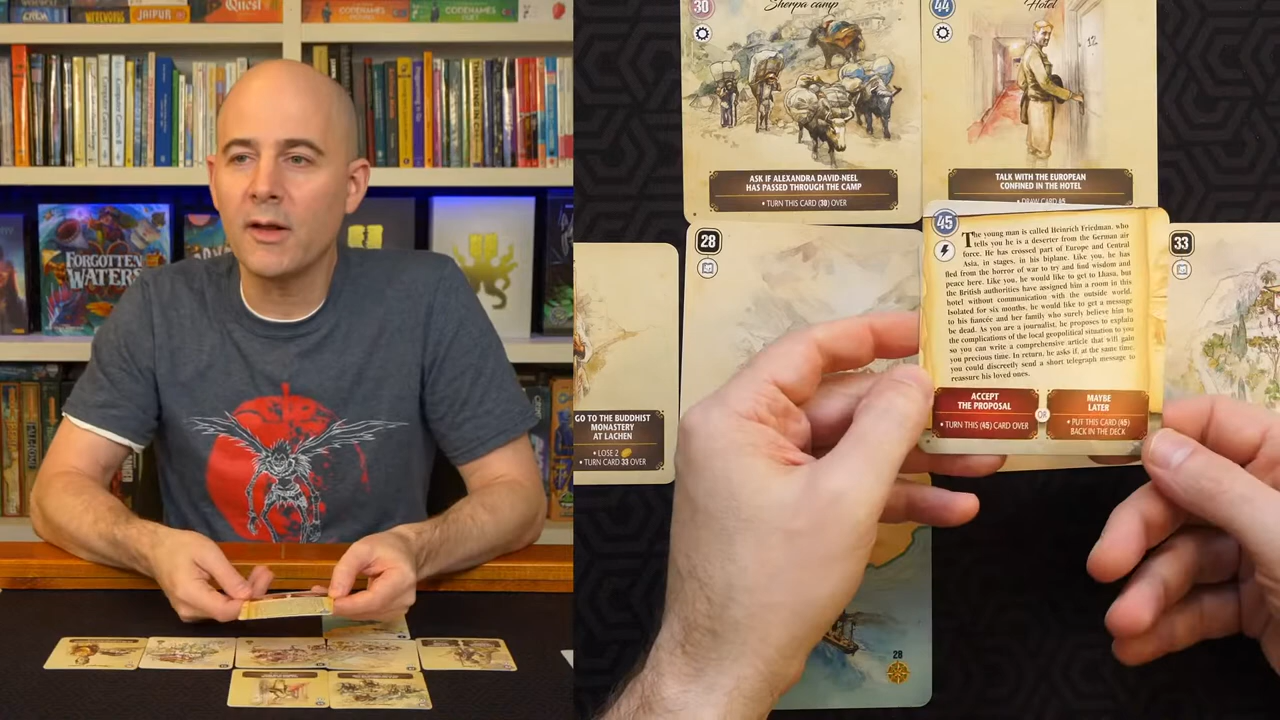 Quest
CODENAMES
CODENAMES
JAIPUR
THINKING IN
FORGOTTEN
WATERS
30
Sherpa camp
ASK IF ALEXANDRA DAVID-NEEL
HAS PASSED THROUGH THE CAMP
• TURN THIS CARD (30) OVER
44
Hotel
12
TALK WITH THE EUROPEAN
CONFINED IN THE HOTEL
• DRAW CARD 45
GO TO THE BUDDHIST
MONASTERY
AT LACHEN
• LOSE 2
• TURN CARD 33 OVER
28
45
The young man is called Heinrich Friedman, who
tells you he is a deserter from the German air
force. He has crossed part of Europe and Central
Asia, in stages, in his biplane. Like you, he has
fled from the horror of war to try and find wisdom and
peace here. Like you, he would like to get to Lhasa, but
the British authorities have assigned him a room in this
hotel without communication with the outside world.
Isolated for six months, he would like to get a message
to his fiancée and her family who surely believe him to
be dead. As you are a journalist, he proposes to explain
the complications of the local geopolitical situation to you
so you can write a comprehensive article that will gain
you precious time. In return, he asks if, at the same time,
you could discreetly send a short telegraph message to
reassure his loved ones.
ACCEPT
THE PROPOSAL
• TURN THIS (45) CARD OVER
OR
MAYBE
LATER
• PUT THIS CARD (45)
BACK IN THE DECK
33
28